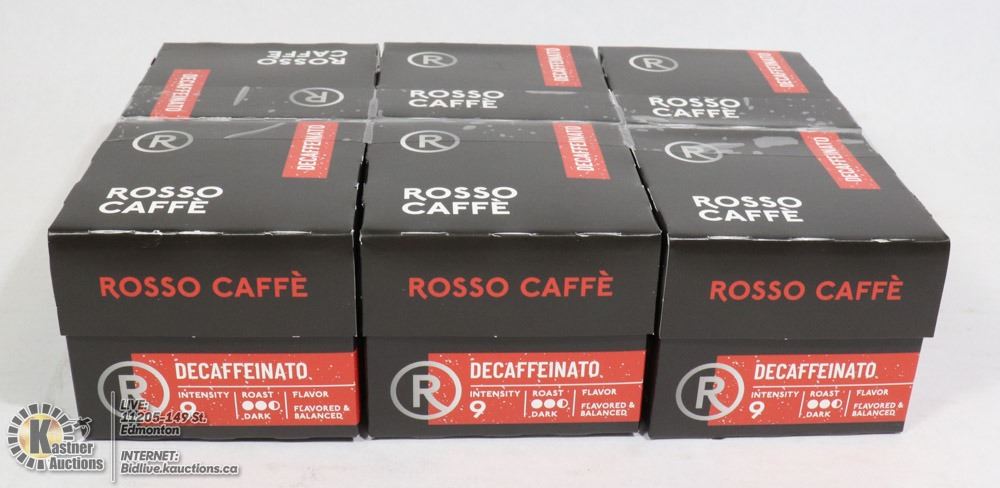 ROSSO
CAFFÈ
R
DECAFFEINATO
R
ROSSO
CAFFÈ
DECAFFEINATO
R
ROSSO
CAFFÈ
DECAFFEINATO
R
ROSSO
CAFFÈ
DECAFFEINATO
R
ROSSO
CAFFÈ
DECAFFEINATO
R
ROSSO
CAFFÈ
DECAFFEINATO
ROSSO CAFFÈ
R
DECAFFEINATO
INTENSITY
9
ROAST
DARK
FLAVOR
FLAVORED &
BALANCED
ROSSO CAFFÈ
R
DECAFFEINATO
INTENSITY
9
ROAST
DARK
FLAVOR
FLAVORED &
BALANCED
ROSSO CAFFÈ
R
DECAFFEINATO
INTENSITY
9
ROAST
DARK
FLAVOR
FLAVORED &
BALANCED
K
Kastner
Auctions
LIVE:
11205-149 St.
Edmonton
INTERNET:
Bidlive.kauctions.ca